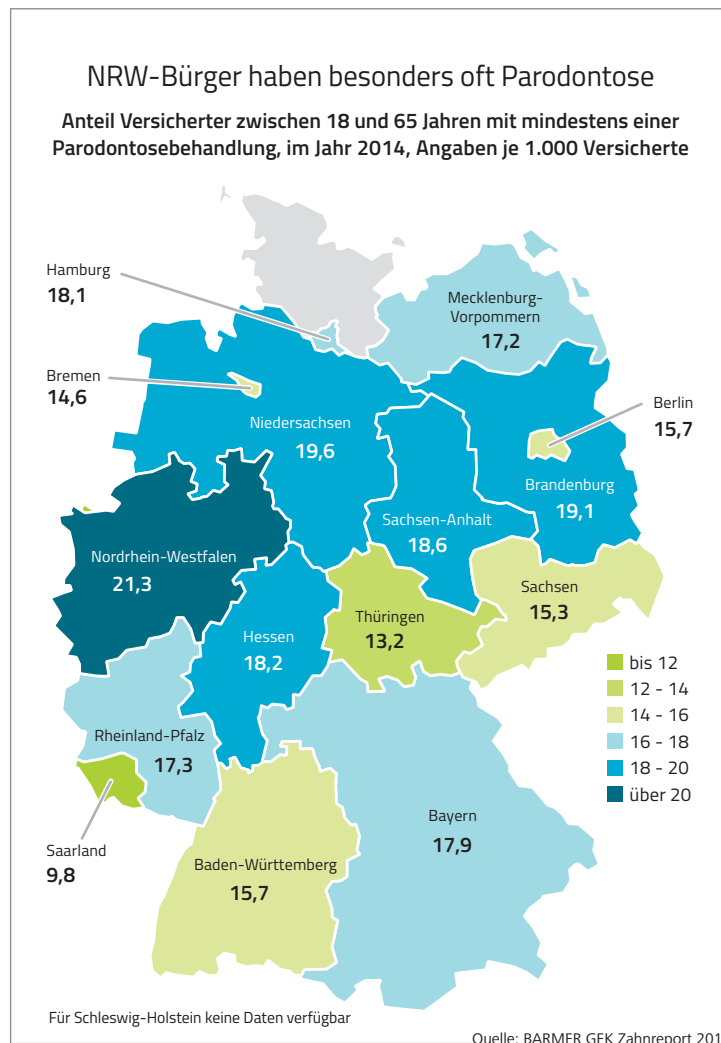 NRW-Bürger haben besonders oft Parodontose
Anteil Versicherter zwischen 18 und 65 Jahren mit mindestens einer
Parodontosebehandlung, im Jahr 2014, Angaben je 1.000 Versicherte
Hamburg
18,1
Mecklenburg-
Vorpommern
17,2
Bremen
14,6
Niedersachsen
19,6
Berlin
15,7
Brandenburg
19,1
Sachsen-Anhalt
18,6
Nordrhein-Westfalen
21,3
Sachsen
15,3
Thüringen
13,2
Hessen
18,2
bis 12
12 - 14
14 - 16
16 - 18
18 - 20
über 20
Rheinland-Pfalz
17,3
Saarland
9,8
Bayern
17,9
Baden-Württemberg
15,7
Für Schleswig-Holstein keine Daten verfügbar
Quelle: BARMER GEK Zahnreport 201